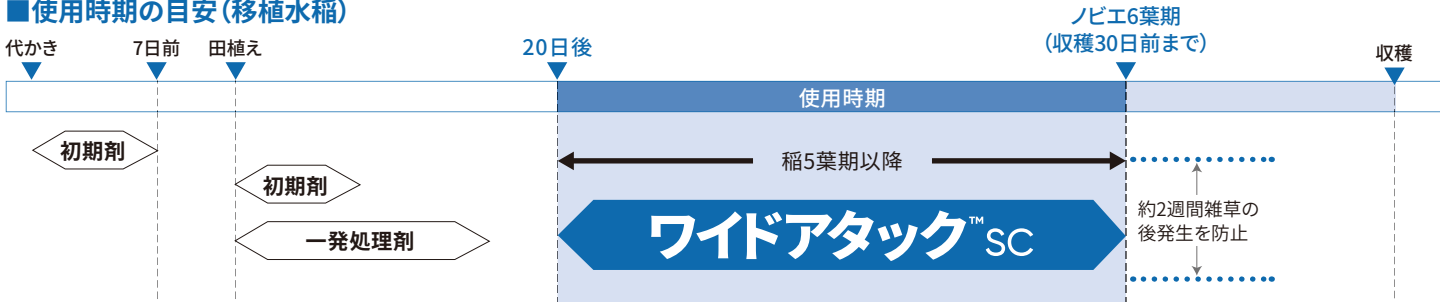 ■使用時期の目安（移植水稲）
代かき
7日前
田植え
20日後
ノビエ6葉期
（収穫30日前まで）
収穫
使用時期
初期剤
稲5葉期以降
初期剤
一発処理剤
ワイドアタック™SC
約2週間雑草の
後発生を防止